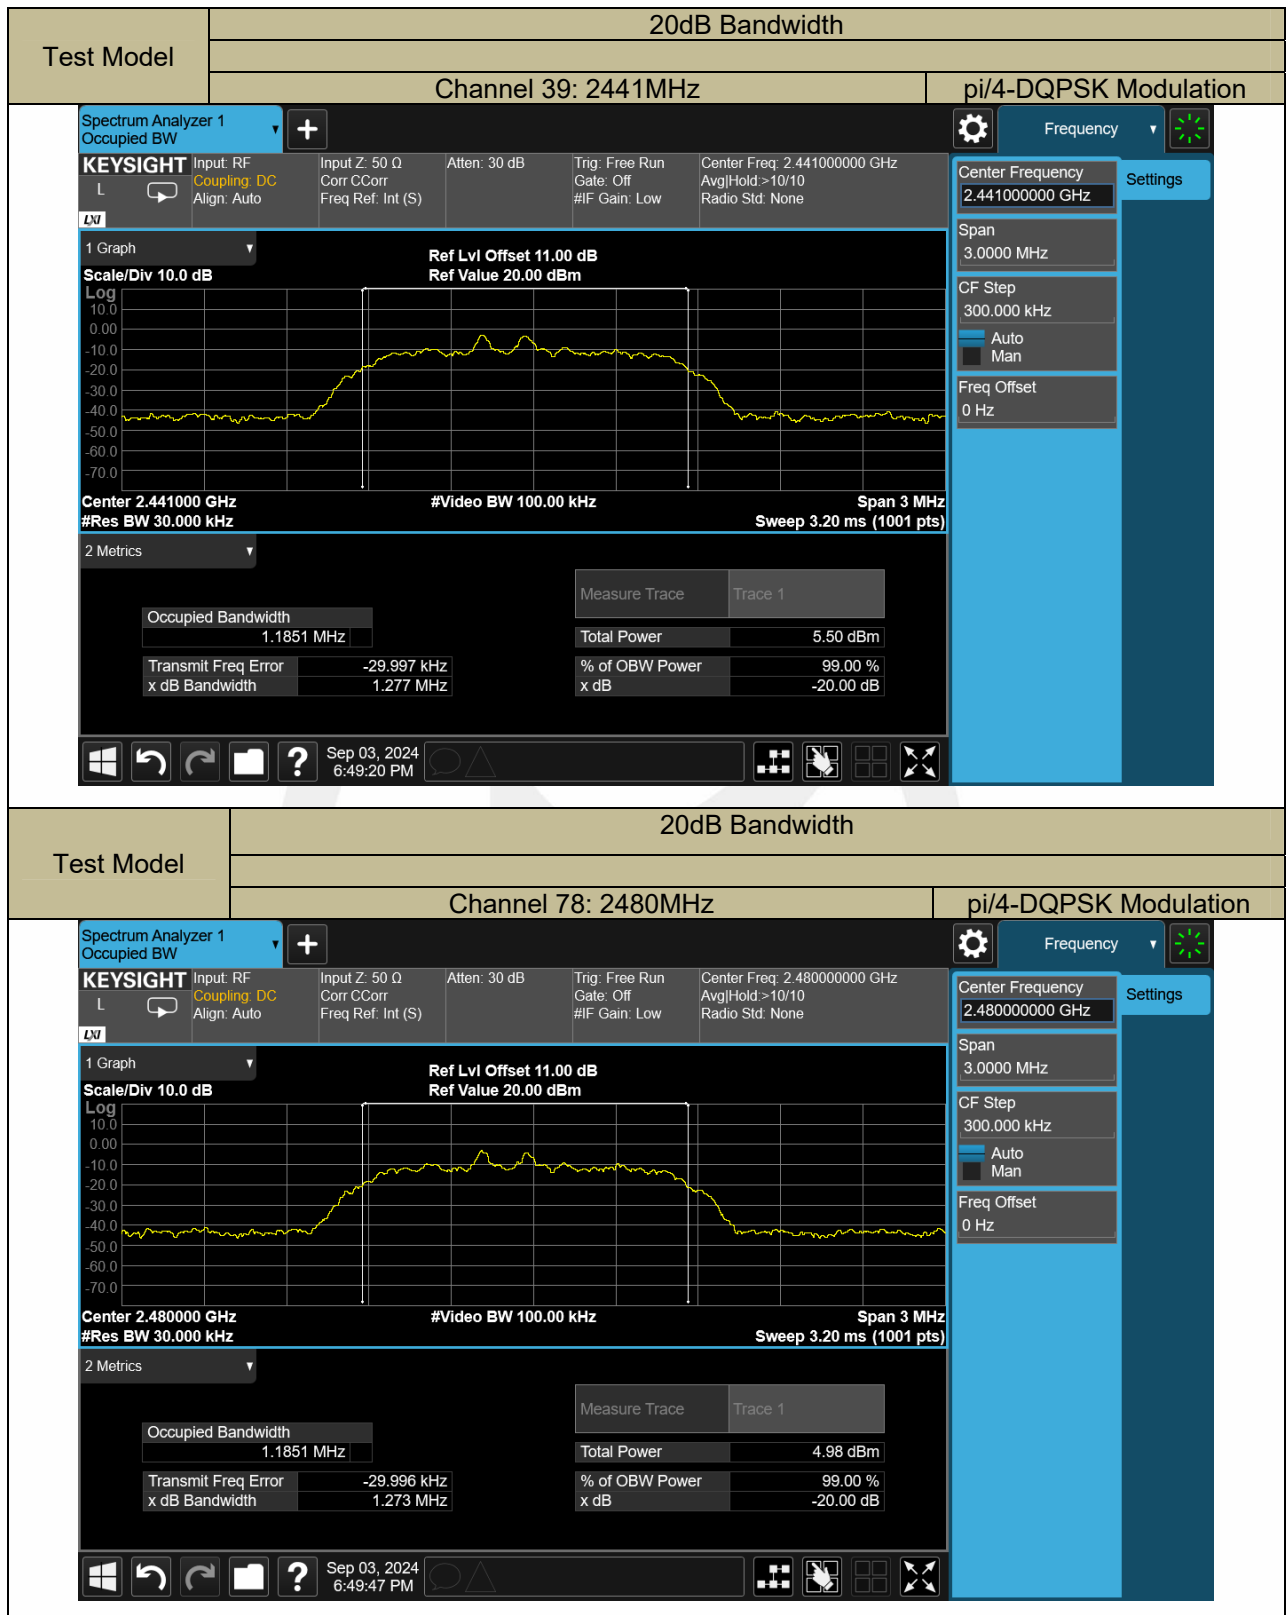 20dB Bandwidth
Test Model
Channel 39: 2441MHz
pi/4-DQPSK Modulation
Spectrum Analyzer 1
Occupied BW
Frequency
KEYSIGHT
L
LXI
Input: RF
Coupling: DC
Align: Auto
Input Z: 50 Ω
Corr CCorr
Freq Ref: Int (S)
Atten: 30 dB
Trig: Free Run
Gate: Off
#IF Gain: Low
Center Freq: 2.441000000 GHz
Avg|Hold:>10/10
Radio Std: None
Center Frequency
2.441000000 GHz
Settings
Span
3.0000 MHz
CF Step
300.000 kHz
Auto
Man
Freq Offset
0 Hz
1 Graph
Scale/Div 10.0 dB
Ref Lvl Offset 11.00 dB
Ref Value 20.00 dBm
Log
10.0
0.00
-10.0
-20.0
-30.0
-40.0
-50.0
-60.0
-70.0
Center 2.441000 GHz
#Video BW 100.00 kHz
Span 3 MHz
#Res BW 30.000 kHz
Sweep 3.20 ms (1001 pts)
2 Metrics
Measure Trace
Trace 1
Occupied Bandwidth
1.1851 MHz
Total Power
5.50 dBm
Transmit Freq Error
-29.997 kHz
% of OBW Power
99.00 %
x dB Bandwidth
1.277 MHz
x dB
-20.00 dB
?
Sep 03, 2024
6:49:20 PM
20dB Bandwidth
Test Model
Channel 78: 2480MHz
pi/4-DQPSK Modulation
Spectrum Analyzer 1
Occupied BW
Frequency
KEYSIGHT
L
LXI
Input: RF
Coupling: DC
Align: Auto
Input Z: 50 Ω
Corr CCorr
Freq Ref: Int (S)
Atten: 30 dB
Trig: Free Run
Gate: Off
#IF Gain: Low
Center Freq: 2.480000000 GHz
Avg|Hold:>10/10
Radio Std: None
Center Frequency
2.480000000 GHz
Settings
Span
3.0000 MHz
CF Step
300.000 kHz
Auto
Man
Freq Offset
0 Hz
1 Graph
Scale/Div 10.0 dB
Ref Lvl Offset 11.00 dB
Ref Value 20.00 dBm
Log
10.0
0.00
-10.0
-20.0
-30.0
-40.0
-50.0
-60.0
-70.0
Center 2.480000 GHz
#Video BW 100.00 kHz
Span 3 MHz
#Res BW 30.000 kHz
Sweep 3.20 ms (1001 pts)
2 Metrics
Measure Trace
Trace 1
Occupied Bandwidth
1.1851 MHz
Total Power
4.98 dBm
Transmit Freq Error
-29.996 kHz
% of OBW Power
99.00 %
x dB Bandwidth
1.273 MHz
x dB
-20.00 dB
?
Sep 03, 2024
6:49:47 PM